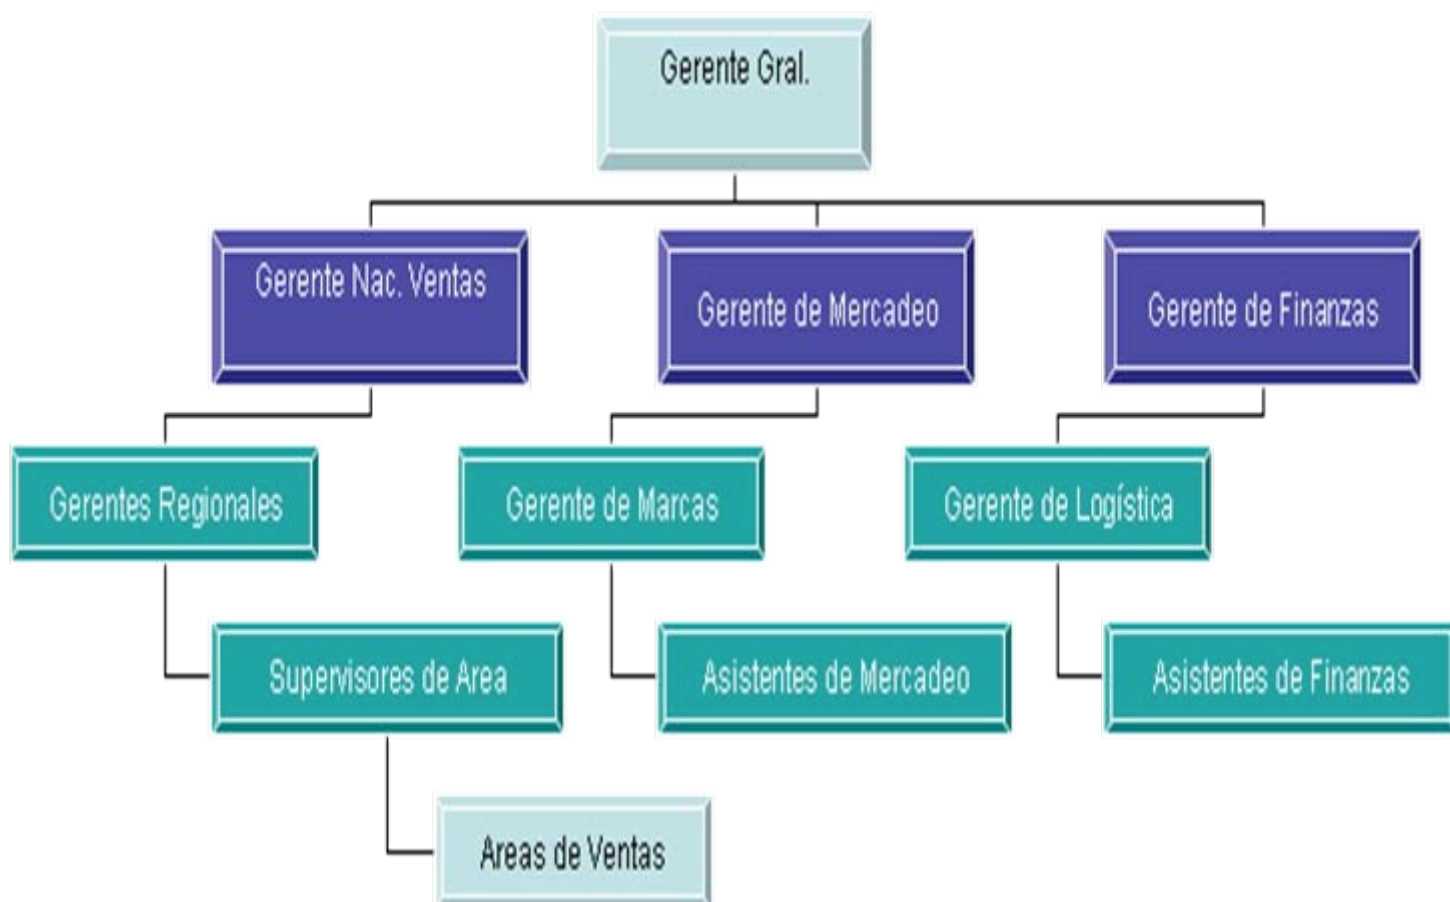 Gerente Gral.
Gerente Nac. Ventas
Gerente de Mercadeo
Gerente de Finanzas
Gerentes Regionales
Gerente de Marcas
Gerente de Logística
Supervisores de Area
Asistentes de Mercadeo
Asistentes de Finanzas
Areas de Ventas